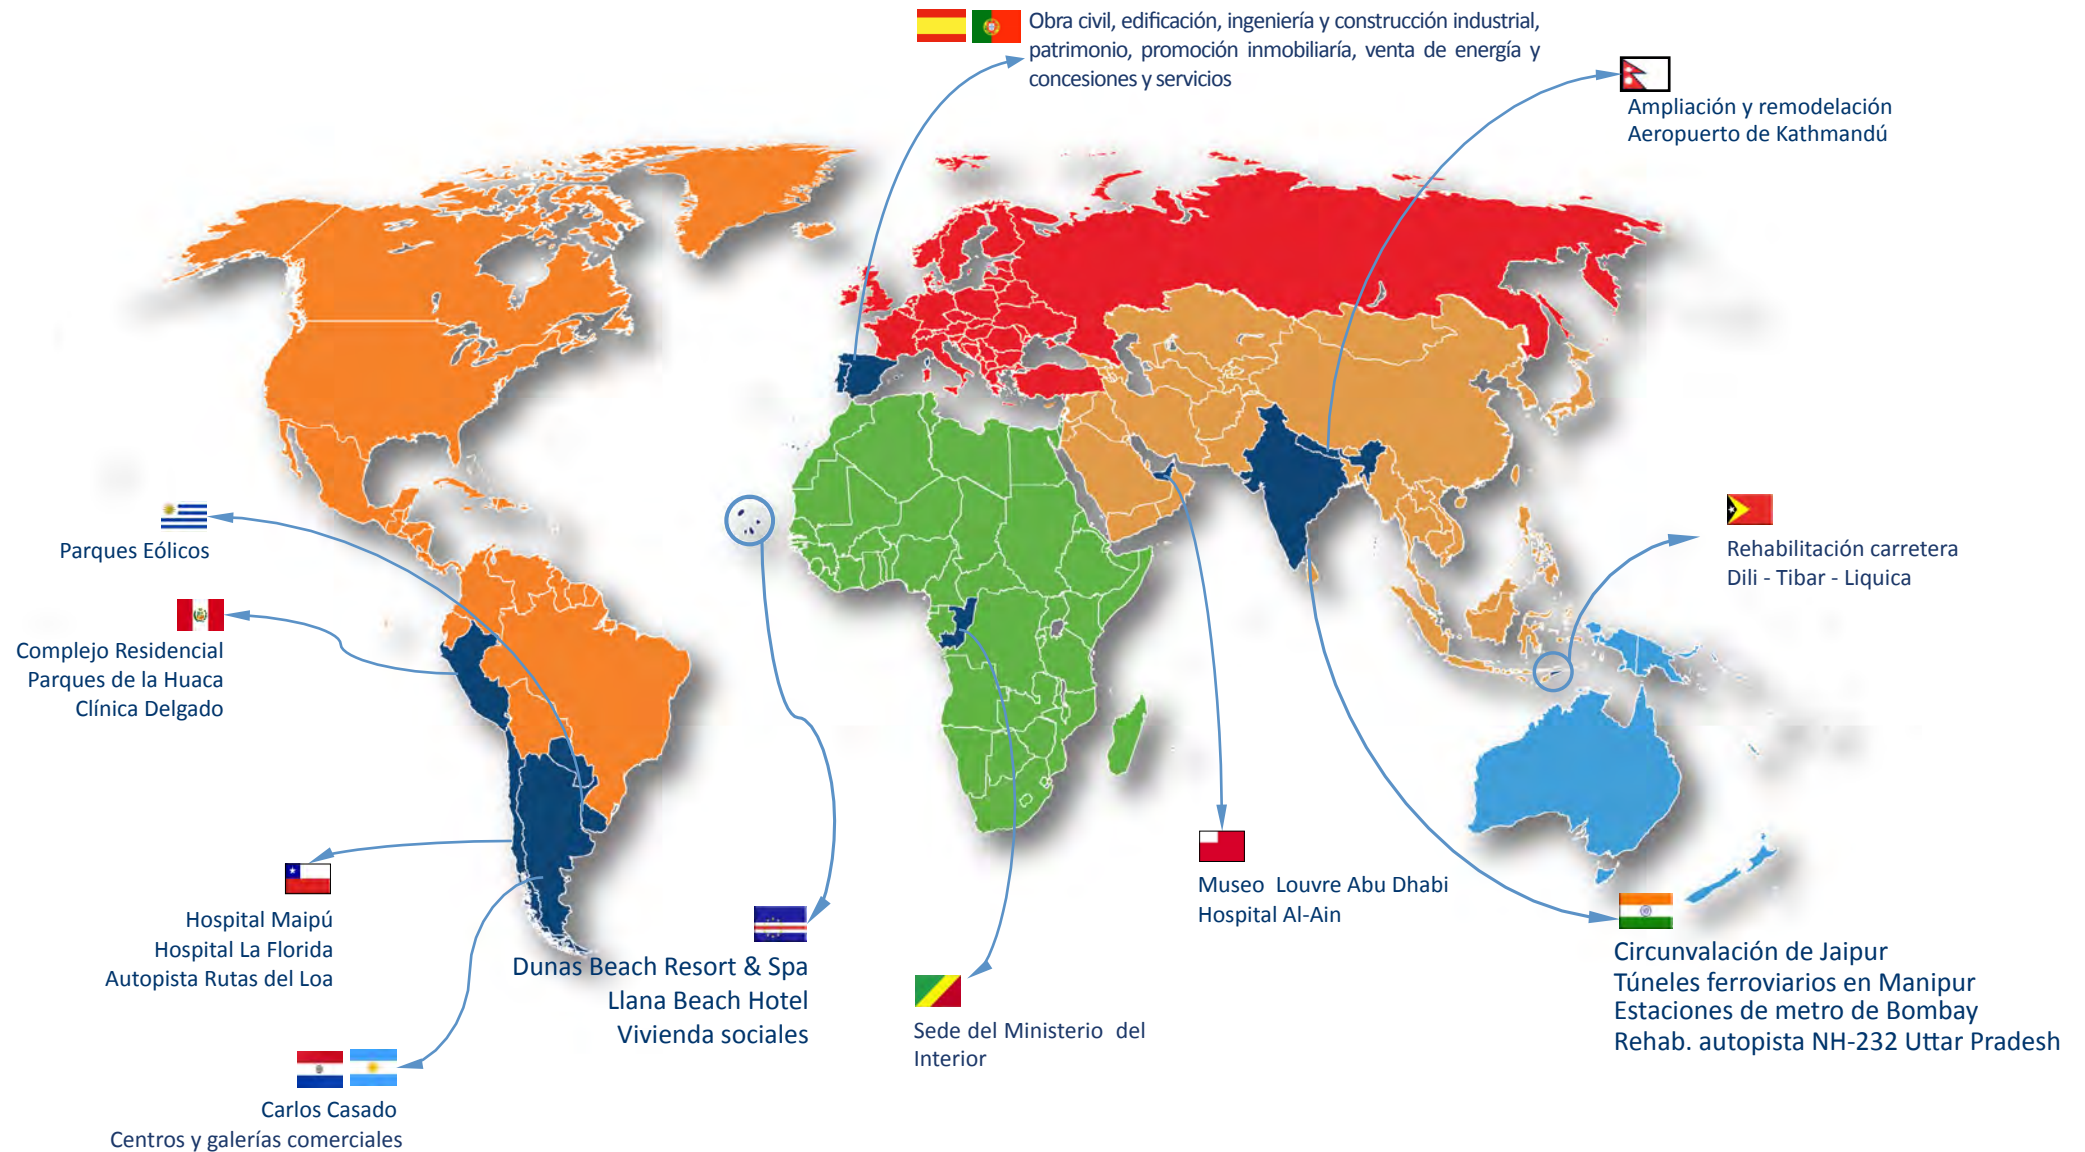 Obra civil, edificación, ingeniería y construcción industrial,
patrimonio, promoción inmobiliaría, venta de energía y
concesiones y servicios
Ampliación y remodelación
Aeropuerto de Kathmandú
Parques Eólicos
Rehabilitación carretera
Dili - Tibar - Liquica
Complejo Residencial
Parques de la Huaca
Clínica Delgado
Museo Louvre Abu Dhabi
Hospital Al-Ain
Hospital Maipú
Hospital La Florida
Autopista Rutas del Loa
Dunas Beach Resort & Spa
Llana Beach Hotel
Vivienda sociales
Sede del Ministerio del
Interior
Circunvalación de Jaipur
Túneles ferroviarios en Manipur
Estaciones de metro de Bombay
Rehab. autopista NH-232 Uttar Pradesh
Carlos Casado
Centros y galerías comerciales